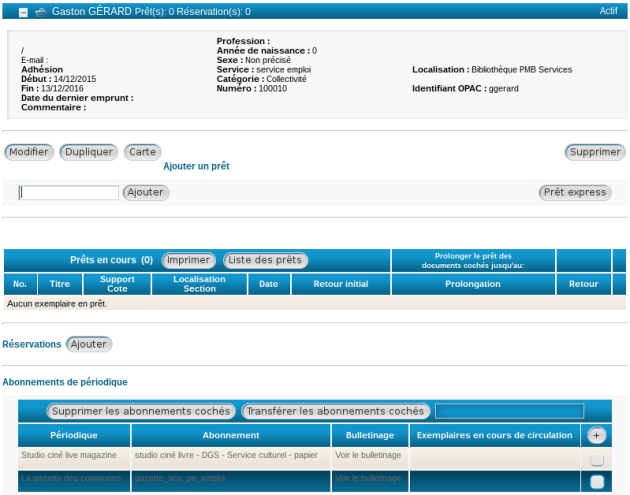 Gaston GÉRARD Prêt(s): 0 Réservation(s): 0 Actif
Profession :
/ Année de naissance : 0
E-mail : Sexe : Non précisé
Adhésion Service : service emploi Localisation : Bibliothèque PMB Services
Début : 14/12/2015 Catégorie : Collectivité
Fin : 13/12/2016 Numéro : 100010 Identifiant OPAC : ggerard
Date du dernier emprunt :
Commentaire :
Modifier Dupliquer Carte Supprimer
Ajouter un prêt
Ajouter Prêt express
Prêts en cours (0) Imprimer Liste des prêts Prolonger le prêt des
documents cochés jusqu'au:
No. Titre Support Localisation Date Retour initial Prolongation Retour
Cote Section
Aucun exemplaire en prêt.
Réservations Ajouter
Abonnements de périodique
Supprimer les abonnements cochés Transférer les abonnements cochés
Périodique Abonnement Bulletinage Exemplaires en cours de circulation +
Studio ciné live magazine studio ciné livre - DGS - Service culturel - papier Voir le bulletinage
La gazette des communes gazette_sco_pe_emploi Voir le bulletinage